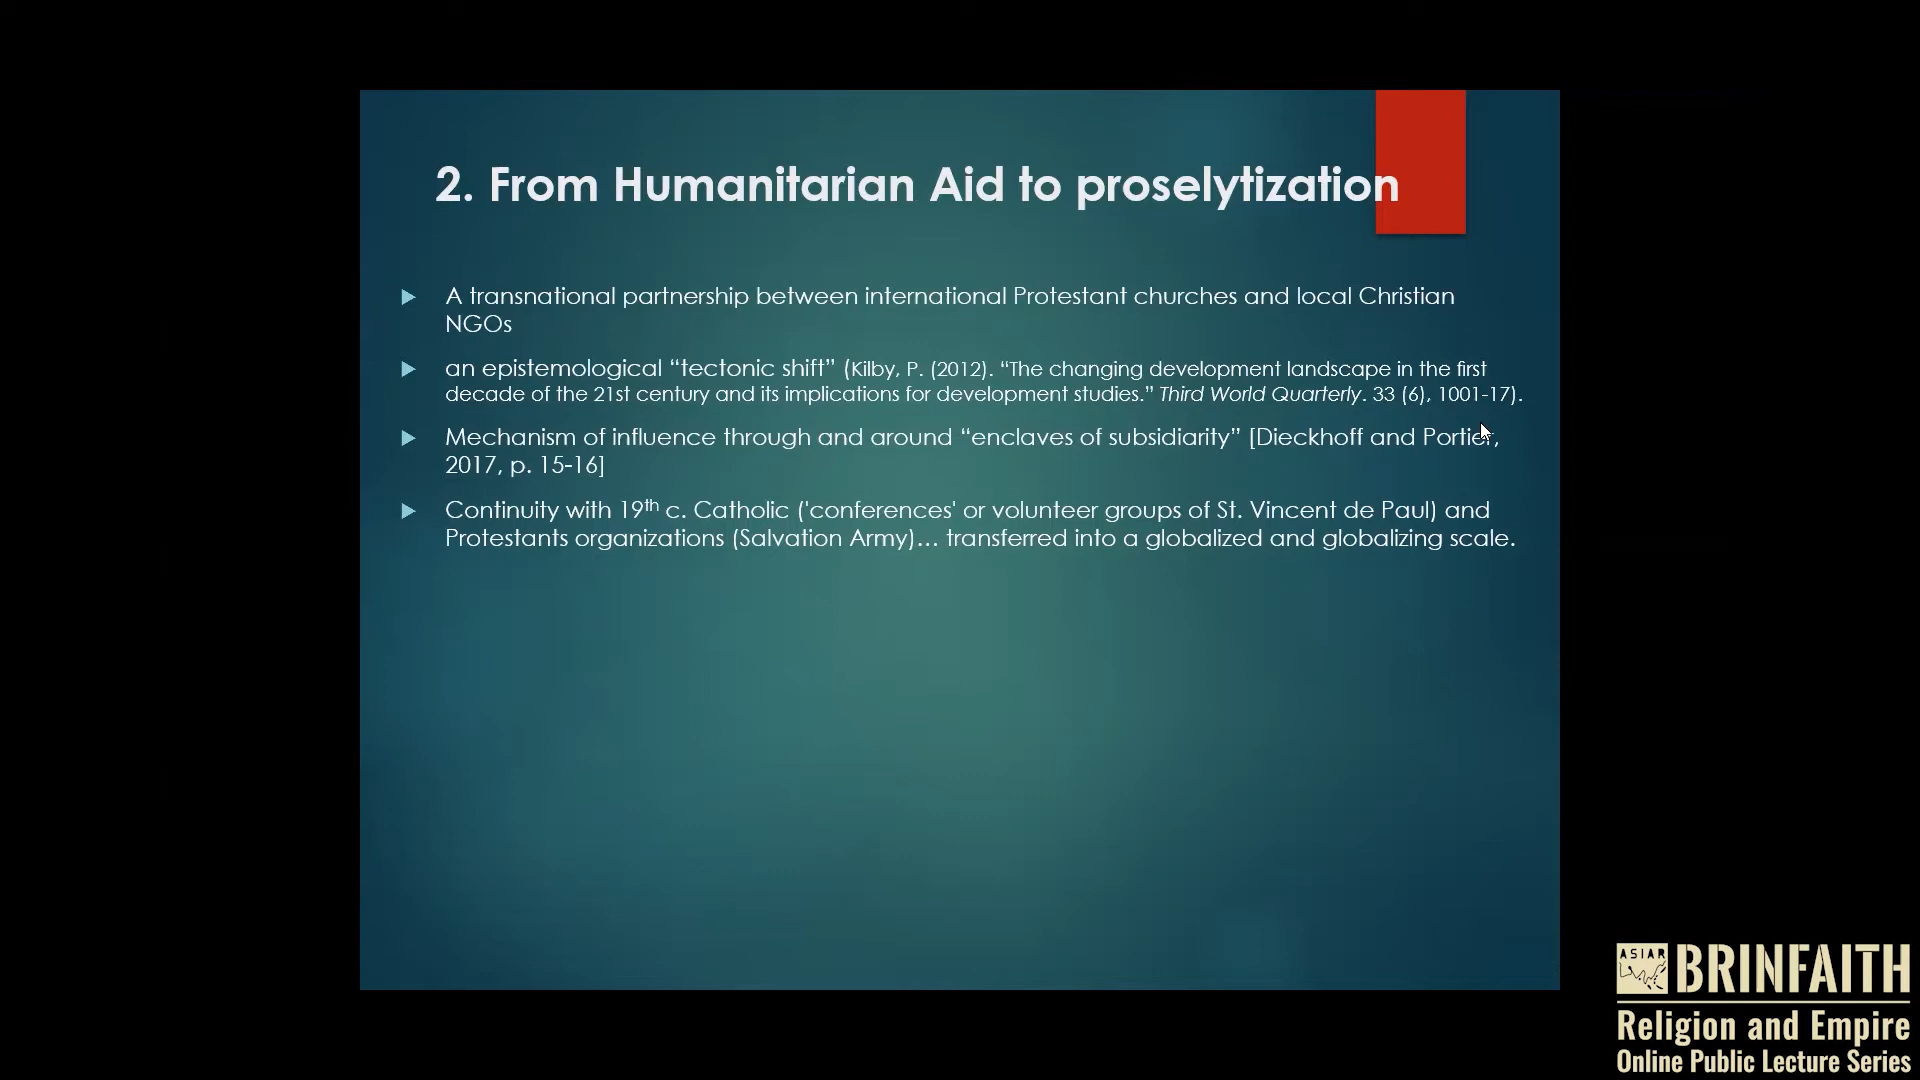 2. From Humanitarian Aid to proselytization
A transnational partnership between international Protestant churches and local Christian
NGOs
an epistemological “tectonic shift” (Kilby, P. (2012). “The changing development landscape in the first
decade of the 21st century and its implications for development studies.” Third World Quarterly. 33 (6), 1001-17).
Mechanism of influence through and around “enclaves of subsidiarity” [Dieckhoff and Portier,
2017, p. 15-16]
Continuity with 19th c. Catholic ('conferences' or volunteer groups of St. Vincent de Paul) and
Protestants organizations (Salvation Army)… transferred into a globalized and globalizing scale.
ASIAR
BRINFAITH
Religion and Empire
Online Public Lecture Series